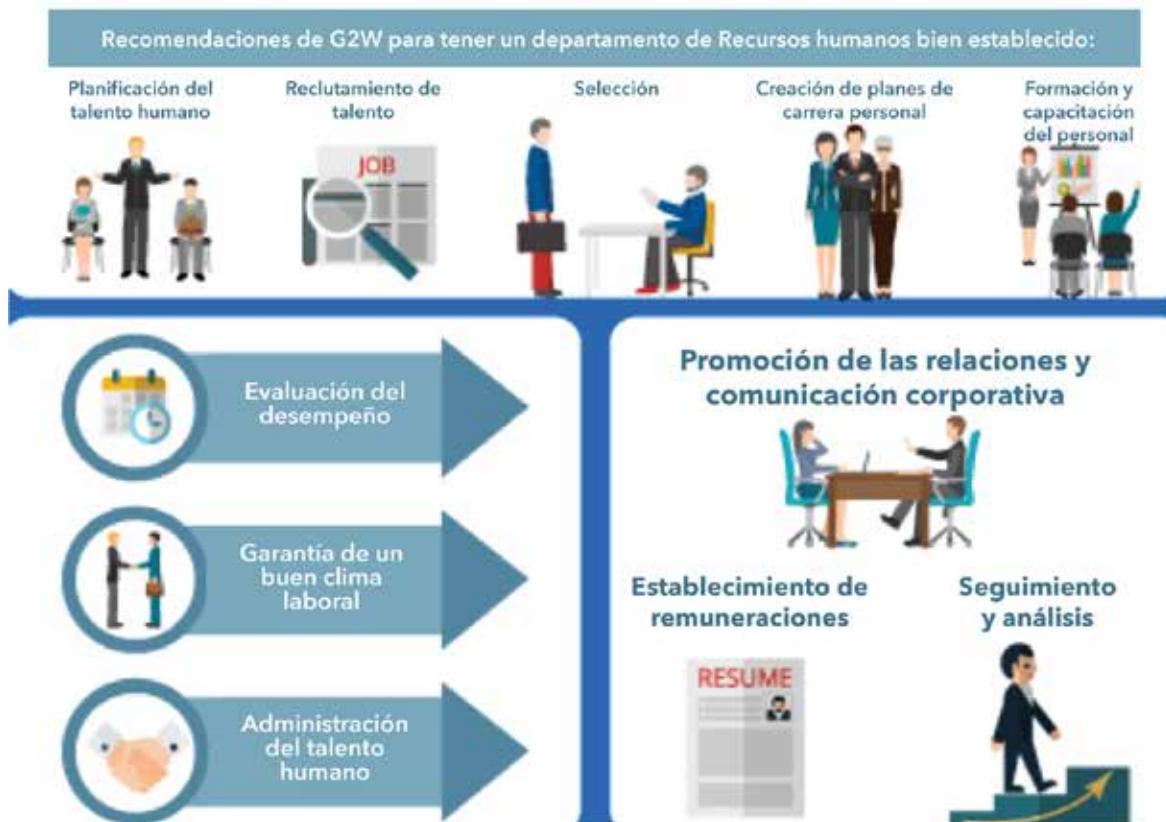 Recomendaciones de G2W para tener un departamento de Recursos humanos bien establecido:
Planificación del
talento humano
Reclutamiento de
talento
Selección
Creación de planes de
carrera personal
Formación y
capacitación
del personal
JOB
Evaluación del
desempeño
Garantía de un
buen clima
laboral
Administración
del talento
humano
Promoción de las relaciones y
comunicación corporativa
Establecimiento de
remuneraciones
Seguimiento
y análisis
RESUME